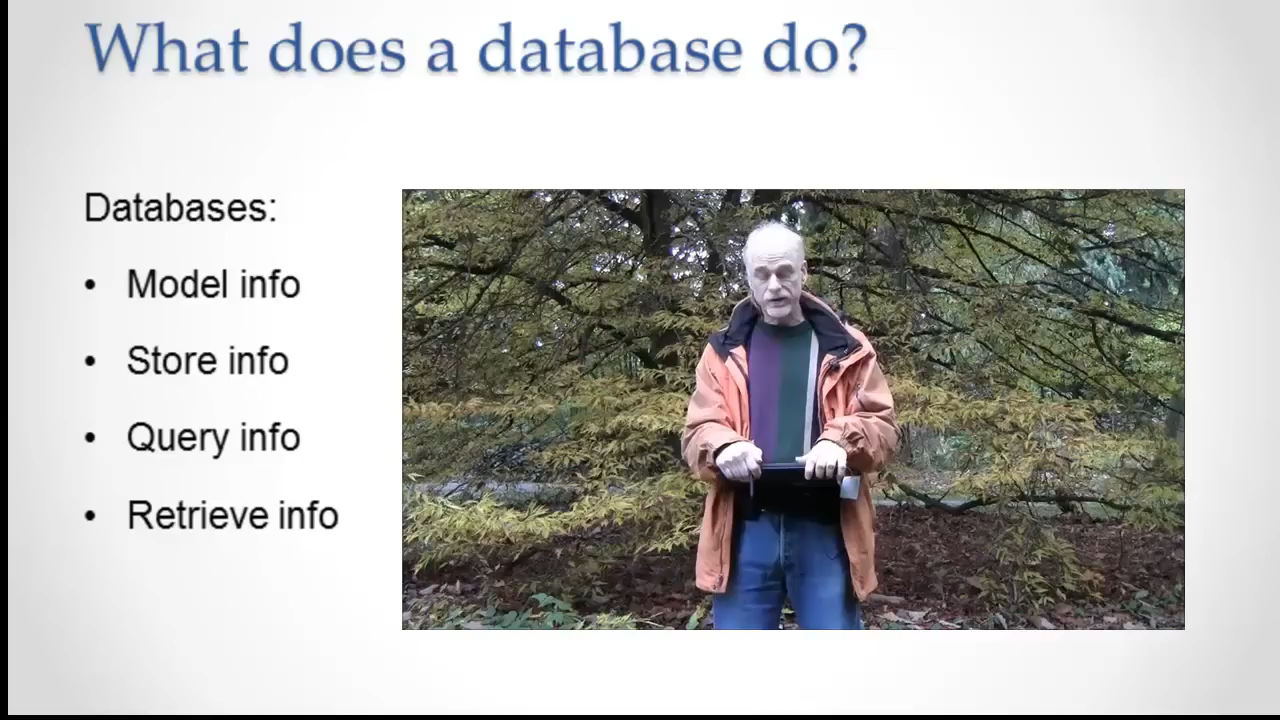 What does a database do?
Databases:
• Model info
• Store info
• Query info
• Retrieve info